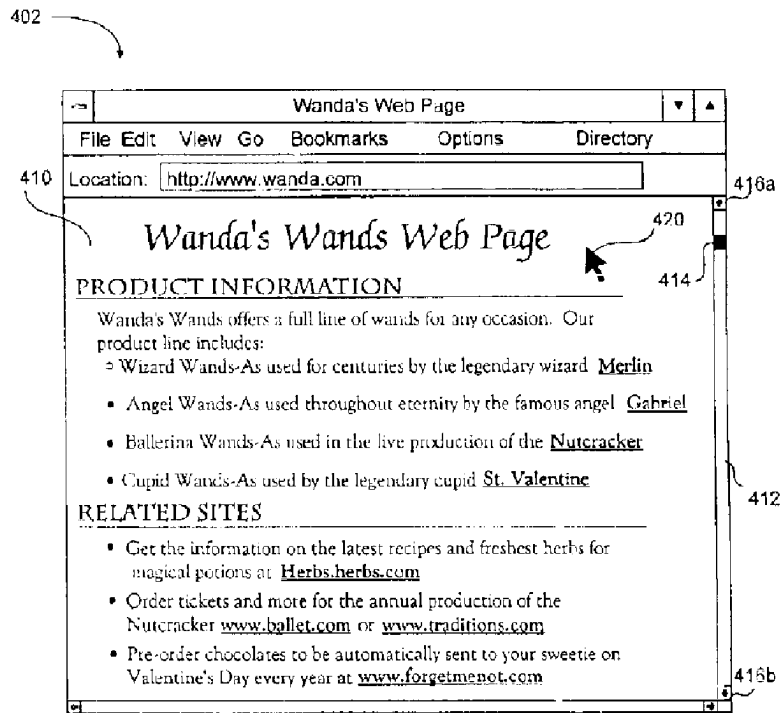 402
Wanda's Web Page
File Edit View Go Bookmarks Options Directory
410
Location: http://www.wanda.com
416a
Wanda's Wands Web Page
420
414
PRODUCT INFORMATION
Wanda's Wands offers a full line of wands for any occasion. Our
product line includes:
Wizard Wands-As used for centuries by the legendary wizard Merlin
• Angel Wands-As used throughout eternity by the famous angel Gabriel
• Ballerina Wands-As used in the live production of the Nutcracker
• Cupid Wands-As used by the legendary cupid St. Valentine
412
RELATED SITES
• Get the information on the latest recipes and freshest herbs for
magical potions at Herbs.herbs.com
• Order tickets and more for the annual production of the
Nutcracker www.ballet.com or www.traditions.com
• Pre-order chocolates to be automatically sent to your sweetie on
Valentine's Day every year at www.forgetmenot.com
416b